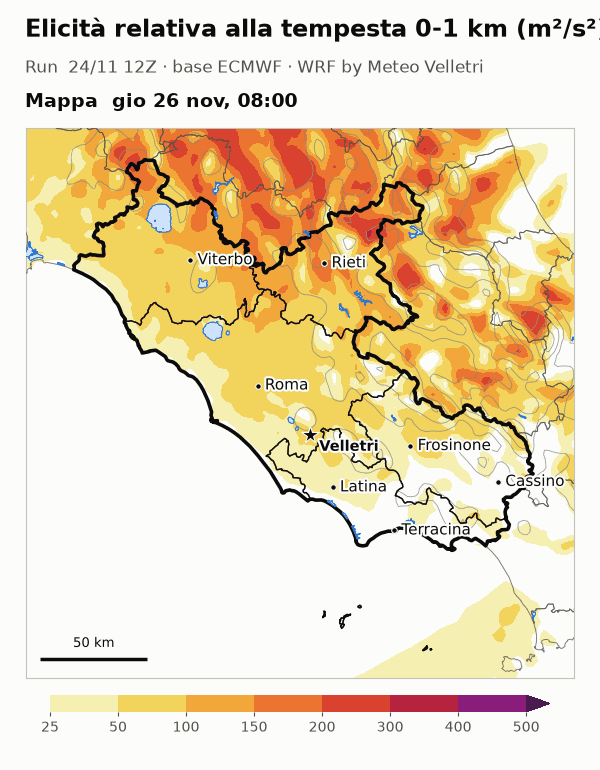 Elicità relativa alla tempesta 0-1 km (m²/s²)
Run  24/11 12Z · base ECMWF · WRF by Meteo Velletri
Mappa  gio 26 nov, 08:00
Viterbo
Rieti
Roma
Velletri
Frosinone
Cassino
Latina
Terracina
50 km
25 50 100 150 200 300 400 500